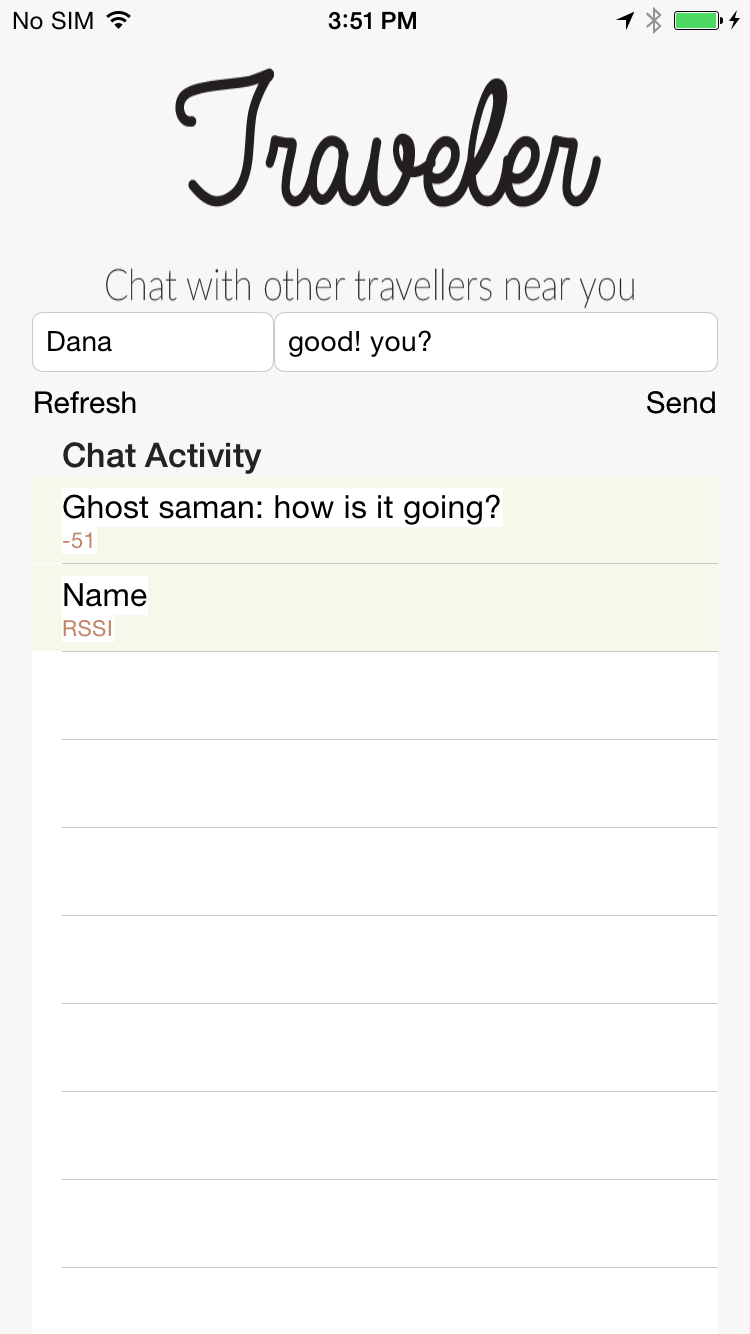 No SIM 3:51 PM
Traveler
Chat with other travellers near you
Dana good! you?
Refresh Send
Chat Activity
Ghost saman: how is it going?
-51
Name
RSSI